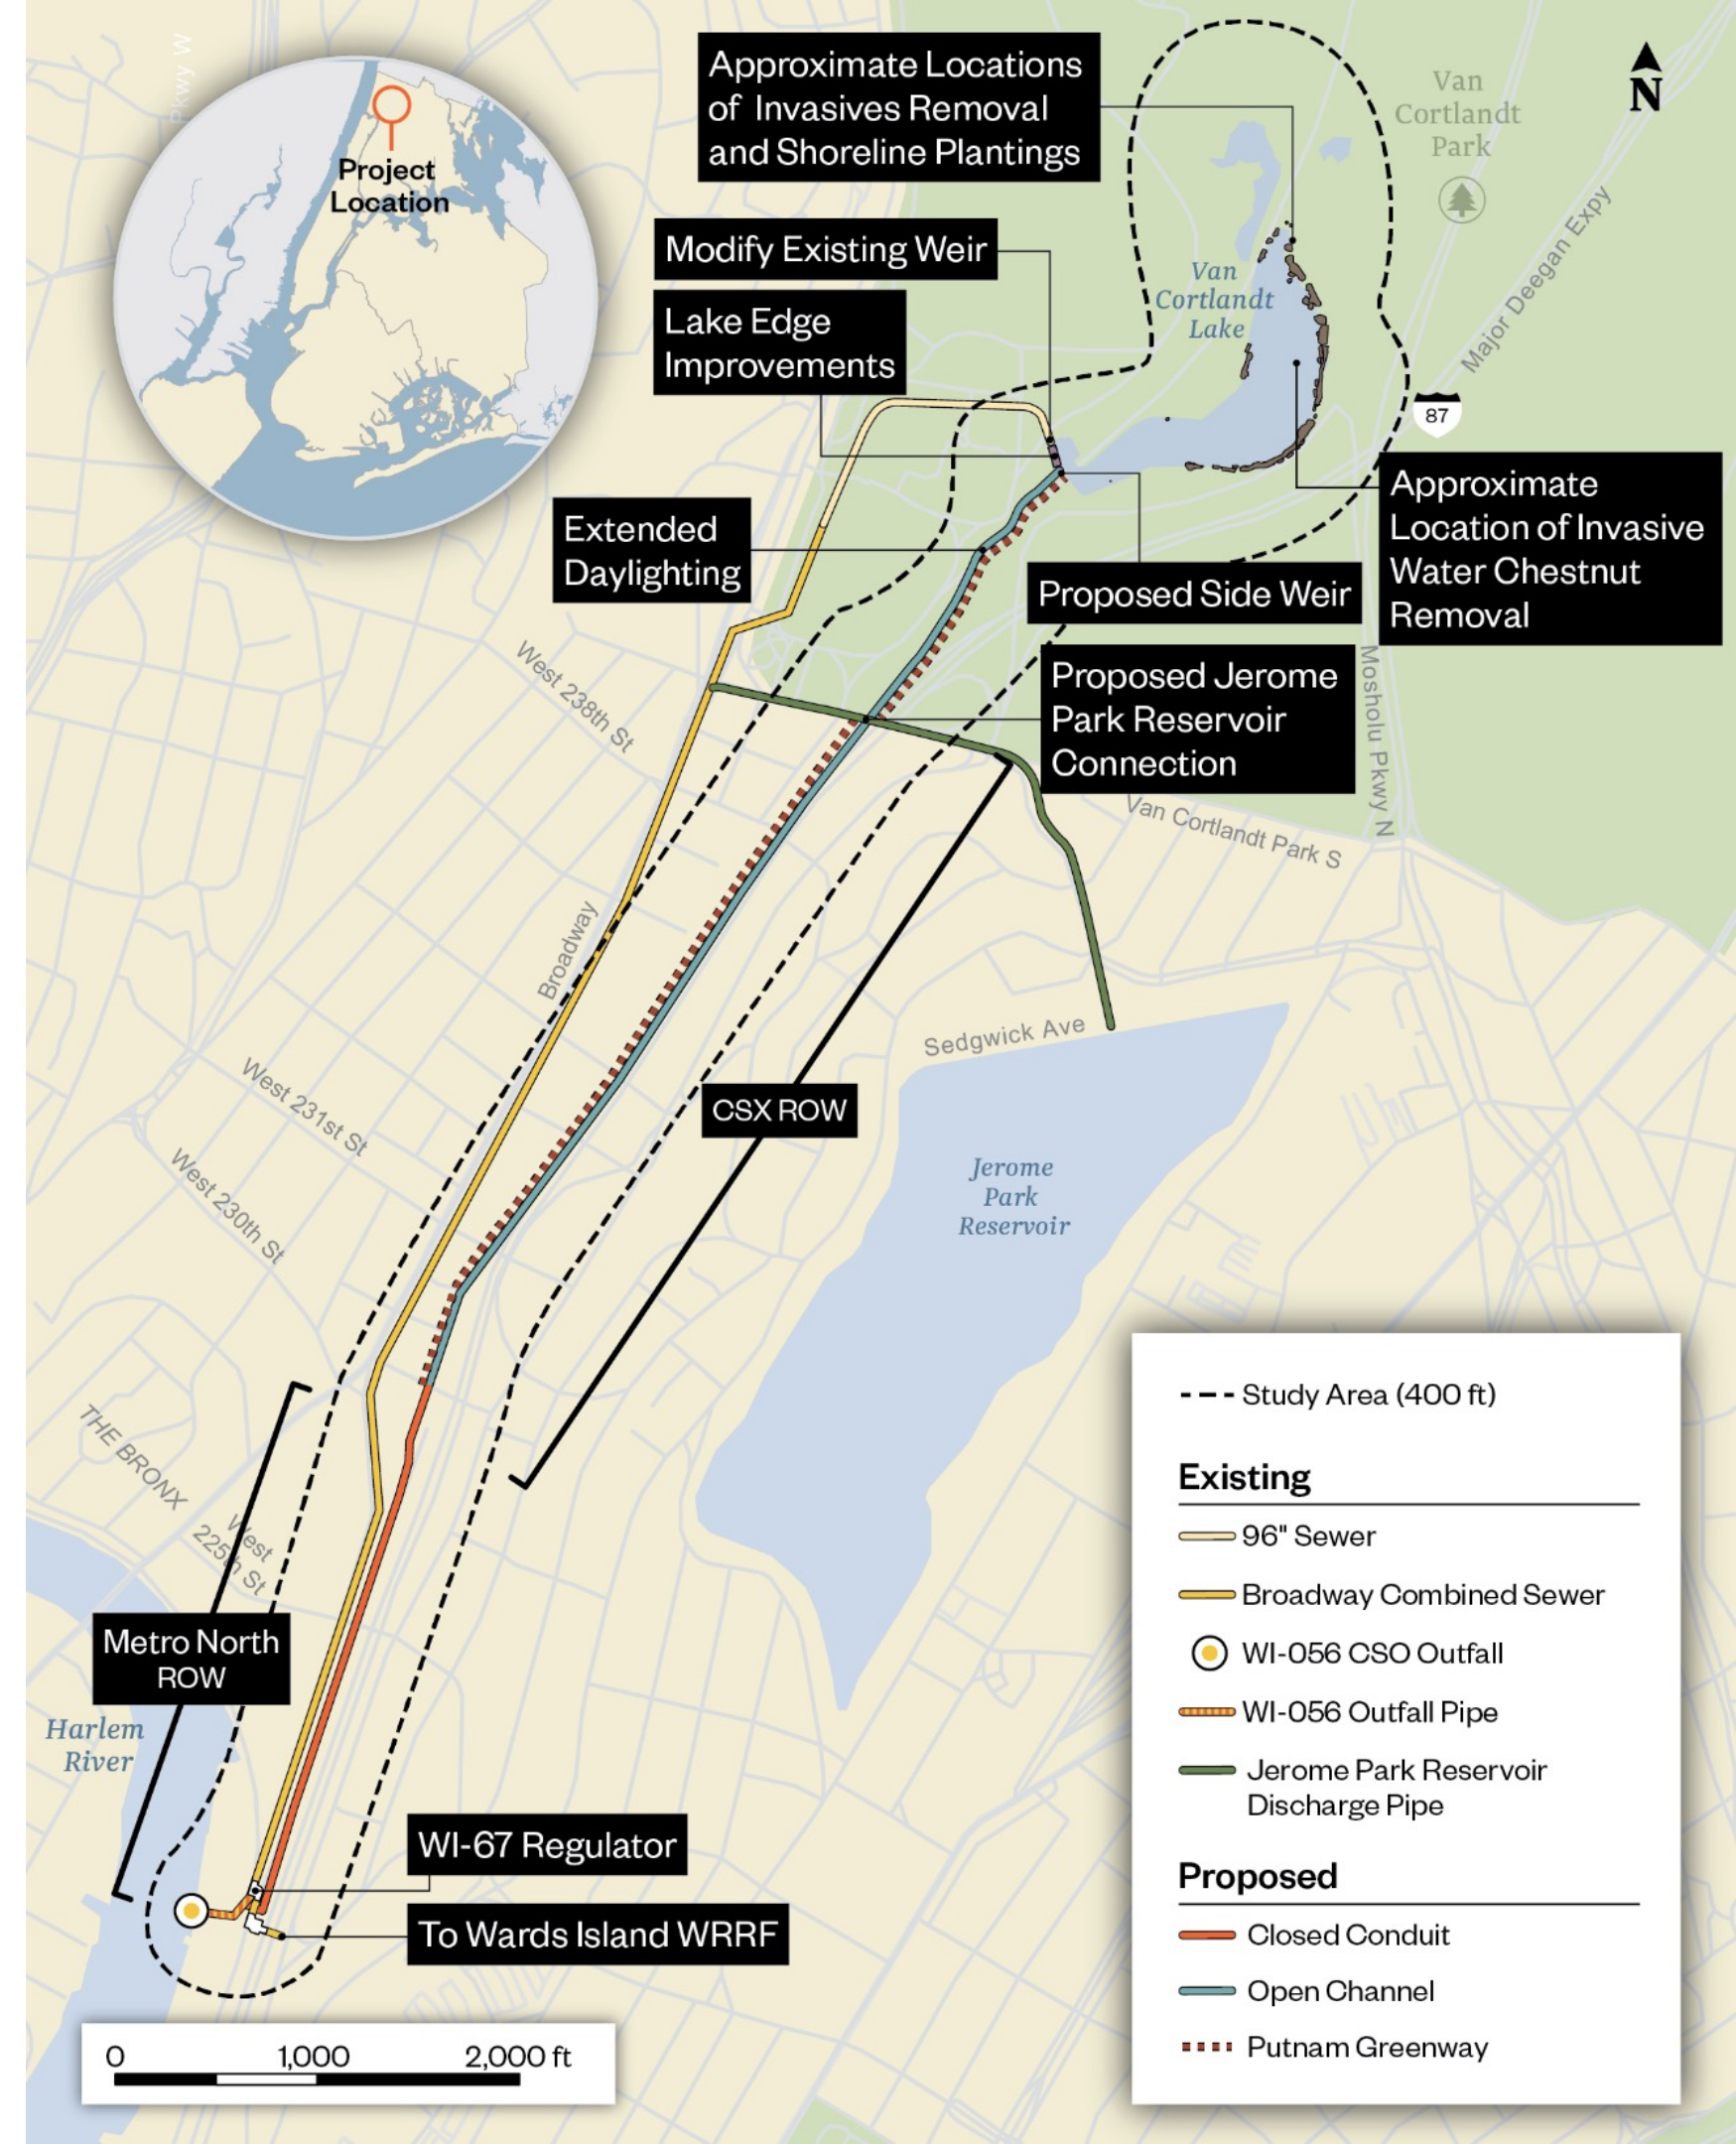 Pkwy W
Project
Location
Approximate Locations
of Invasives Removal
and Shoreline Plantings
N
Van
Cortlandt
Park
Major Deegan Expy
Modify Existing Weir
Van
Cortlandt
Lake
Lake Edge
Improvements
87
Approximate
Location of Invasive
Water Chestnut
Removal
Extended
Daylighting
Proposed Side Weir
Proposed Jerome
Park Reservoir
Connection
Mosholu Pkwy N
West 238th St
Van Cortlandt Park S
Broadway
Sedgwick Ave
West 231st St
CSX ROW
West 230th St
Jerome
Park
Reservoir
THE BRONX
West
225th St
Metro North
ROW
Harlem
River
WI-67 Regulator
To Wards Island WRRF
0 1,000 2,000 ft
Study Area (400 ft)
Existing
96" Sewer
Broadway Combined Sewer
WI-056 CSO Outfall
WI-056 Outfall Pipe
Jerome Park Reservoir
Discharge Pipe
Proposed
Closed Conduit
Open Channel
Putnam Greenway